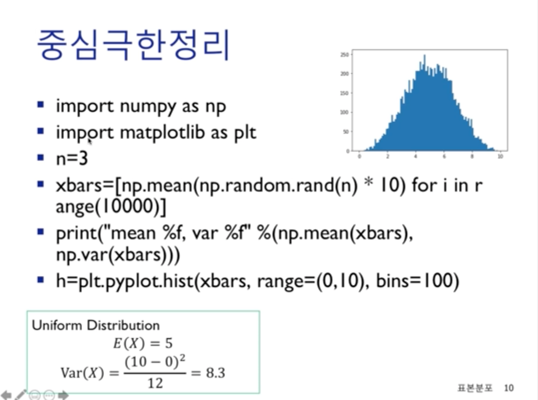 중심극한정리
import numpy as np
import matplotlib as plt
n=3
xbars=[np.mean(np.random.rand(n) * 10) for i in r
ange(10000)]
print("mean %f, var %f" %(np.mean(xbars),
np.var(xbars)))
h=plt.pyplot.hist(xbars, range=(0,10), bins=100)
250
200
150
100
50
0
0 2 4 6 8 10
Uniform Distribution
E(X) = 5
Var(X) = (10 − 0)² / 12 = 8.3
표본분포 10